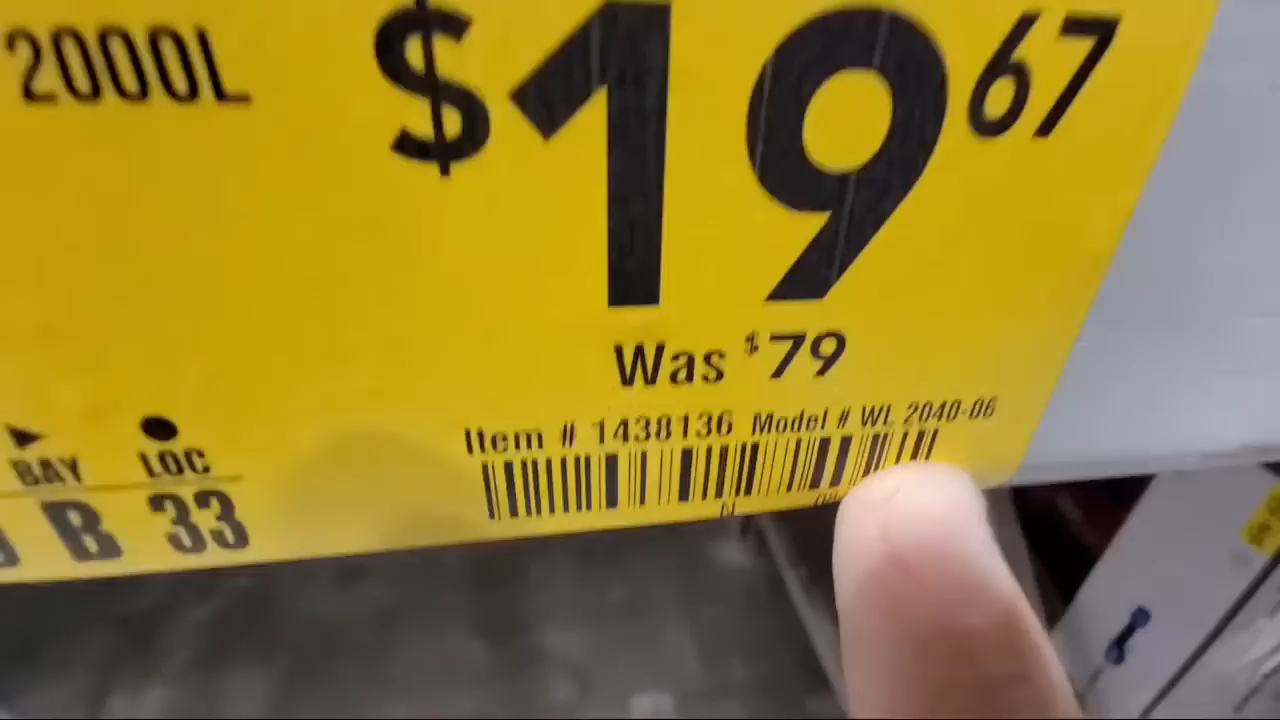 2000L
$19 67
Was $79
Item # 1438136 Model # WL 2040-06
BAY LOC
B 33
N